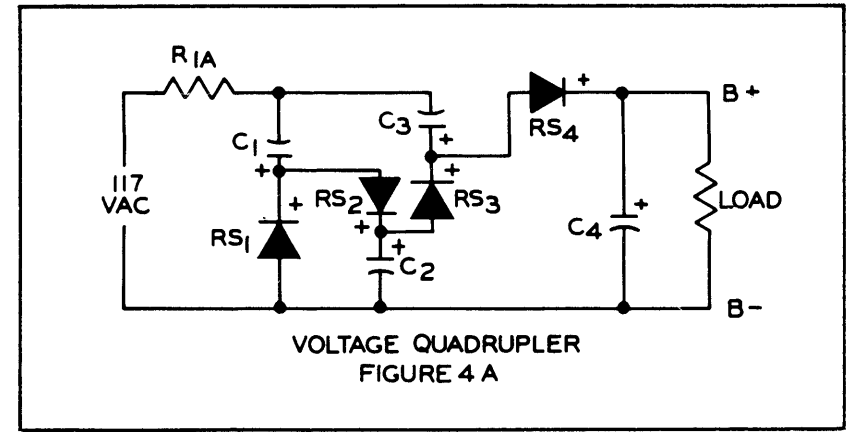 R1A
C1
C3
+
+
RS4
+
B+
117
VAC
+
+
RS1
RS2
+
+
C2
+
RS3
C4
+
LOAD
B-
VOLTAGE QUADRUPLER
FIGURE 4 A